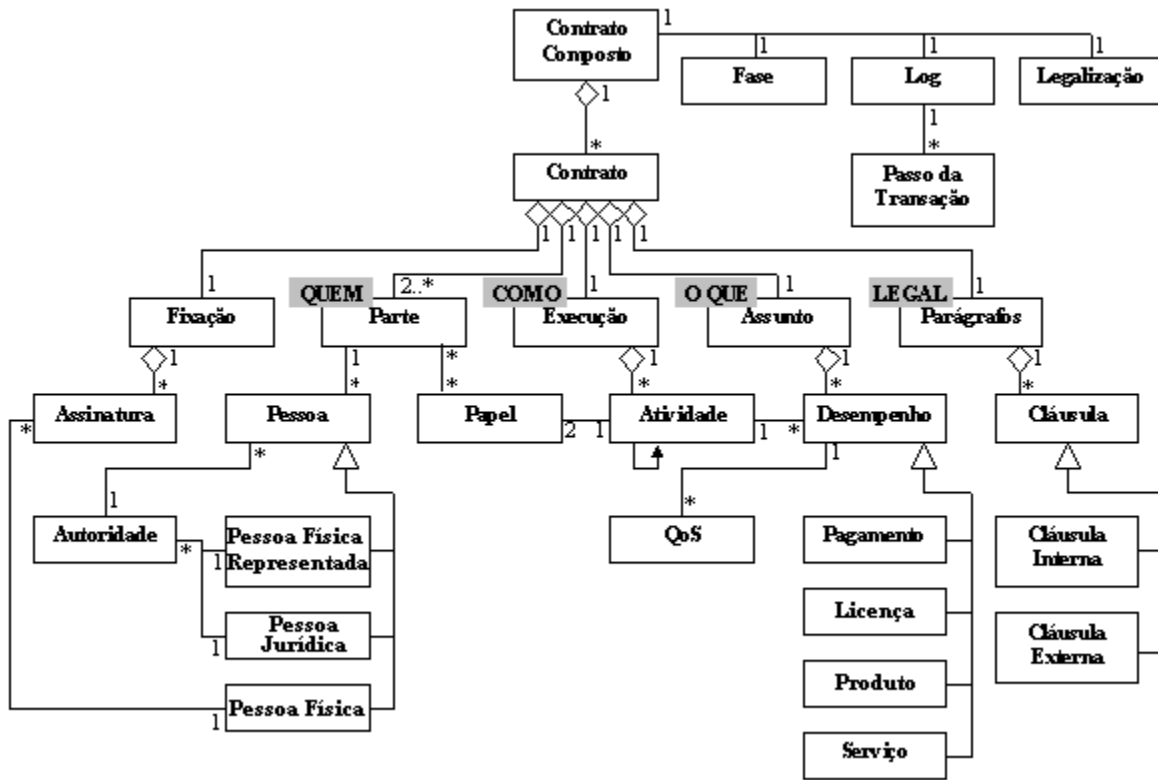 Contrato
Composto
1
1
1
1
1
Fase
Log
Legalização
1
*
*
Contrato
Passo da
Transação
1
1
1
1
1
1
QUEM
2..*
COMO
1
O QUE
1
LEGAL
1
Fixação
Parte
Execução
Assunto
Parágrafos
1
1
*
1
1
1
*
*
*
*
*
*
Assinatura
Pessoa
Papel
Atividade
Desempenho
Cláusula
*
2
1
1
*
*
1
1
*
Autoridade
*
Pessoa Física
Representada
1
QoS
Pagamento
Cláusula
Interna
Pessoa
Jurídica
1
Licença
Cláusula
Externa
Pessoa Física
1
Produto
Serviço